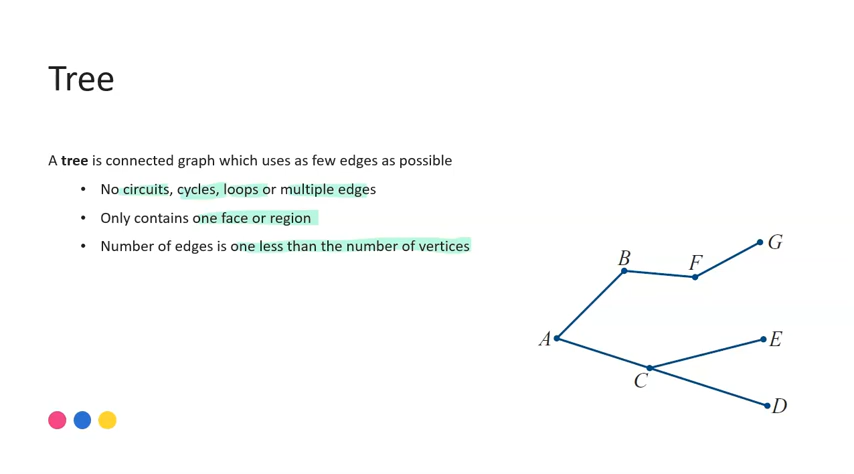 Tree
A tree is connected graph which uses as few edges as possible
• No circuits, cycles, loops or multiple edges
• Only contains one face or region
• Number of edges is one less than the number of vertices
G
B
F
A
E
C
D